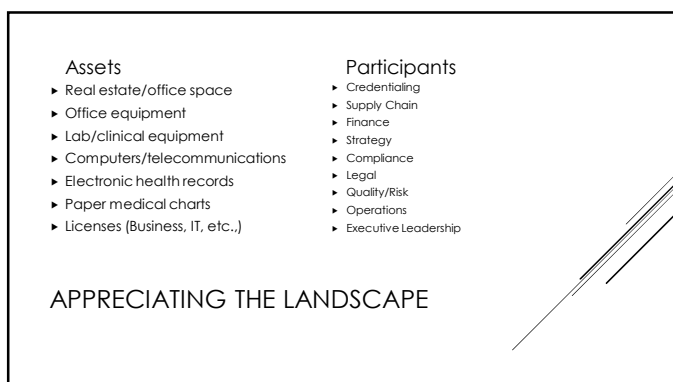 Assets
▶ Real estate/office space
▶ Office equipment
▶ Lab/clinical equipment
▶ Computers/telecommunications
▶ Electronic health records
▶ Paper medical charts
▶ Licenses (Business, IT, etc.,)
Participants
▶ Credentialing
▶ Supply Chain
▶ Finance
▶ Strategy
▶ Compliance
▶ Legal
▶ Quality/Risk
▶ Operations
▶ Executive Leadership
APPRECIATING THE LANDSCAPE